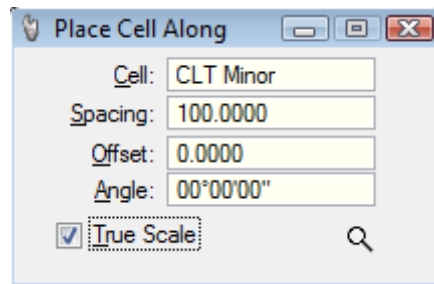 Place Cell Along
Cell: CLT Minor
Spacing: 100.0000
Offset: 0.0000
Angle: 00°00'00"
True Scale